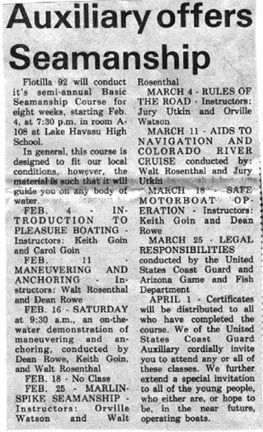 Auxiliary offers
Seamanship
Flotilla 92 will conduct
it's semi-annual Basic
Seamanship Course for
eight weeks, starting Feb.
4, at 7:30 p.m. in room A-
108 at Lake Havasu High
School.
In general, this course is
designed to fit our local
conditions, however, the
material is such that it will
guide you on any body of
water.
FEB. 4 - IN-
TRODUCTION TO
PLEASURE BOATING -
Instructors: Keith Goin
and Carol Goin
FEB. 11
MANEUVERING AND
ANCHORING - In-
structors: Walt Rosenthal
and Dean Rowe
FEB. 16 - SATURDAY
at 9:30 a.m., an on-the-
water demonstration of
maneuvering and an-
choring, conducted by
Dean Rowe, Keith Goin,
and Walt Rosenthal
FEB. 18 - No Class
FEB. 25 - MARLIN-
SPIKE SEAMANSHIP -
Instructors: Orville
Watson and Walt
Rosenthal
MARCH 4 - RULES OF
THE ROAD - Instructors:
Jury Utkin and Orville
Watson
MARCH 11 - AIDS TO
NAVIGATION AND
COLORADO RIVER
CRUISE conducted by:
Walt Rosenthal and Jury
Utkin
MARCH 18 - SAFE
MOTORBOAT OP-
ERATION - Instructors:
Keith Goin and Dean
Rowe
MARCH 25 - LEGAL
RESPONSIBILITIES
conducted by the United
States Coast Guard and
Arizona Game and Fish
Department
APRIL 1 - Certificates
will be distributed to all
who have completed the
course. We of the United
States Coast Guard
Auxiliary cordially invite
you to attend any or all of
these classes. We further
extend a special invitation
to all of the young people,
who either are, or hope to
be, in the near future,
operating boats.